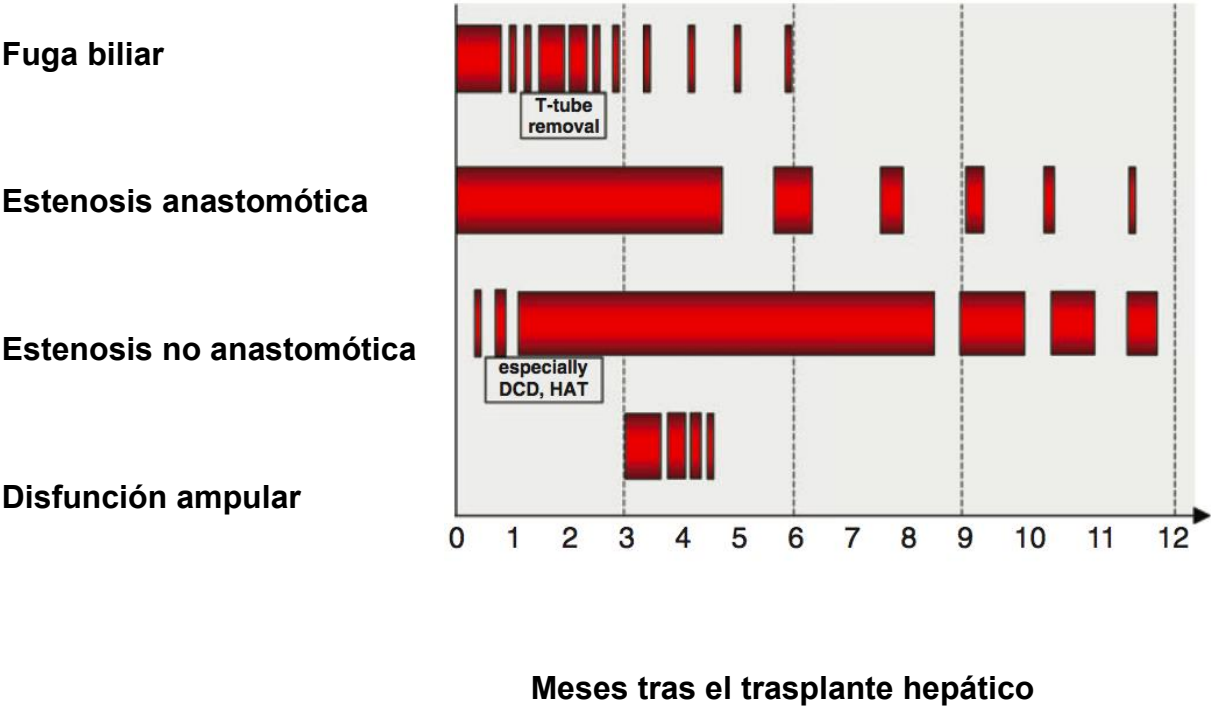 Fuga biliar
T-tube
removal
Estenosis anastomótica
Estenosis no anastomótica
especially
DCD, HAT
Disfunción ampular
0 1 2 3 4 5 6 7 8 9 10 11 12
Meses tras el trasplante hepático